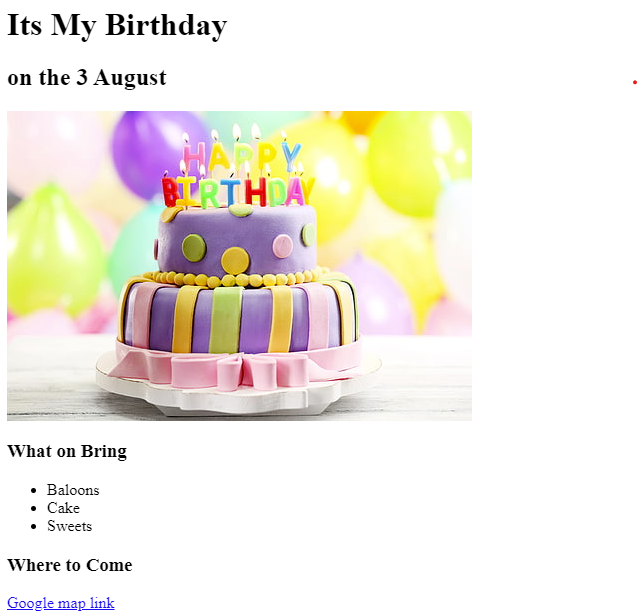 Its My Birthday
on the 3 August
HAPPY
BIRTHDAY
What on Bring
Baloons
Cake
Sweets
Where to Come
Google map link